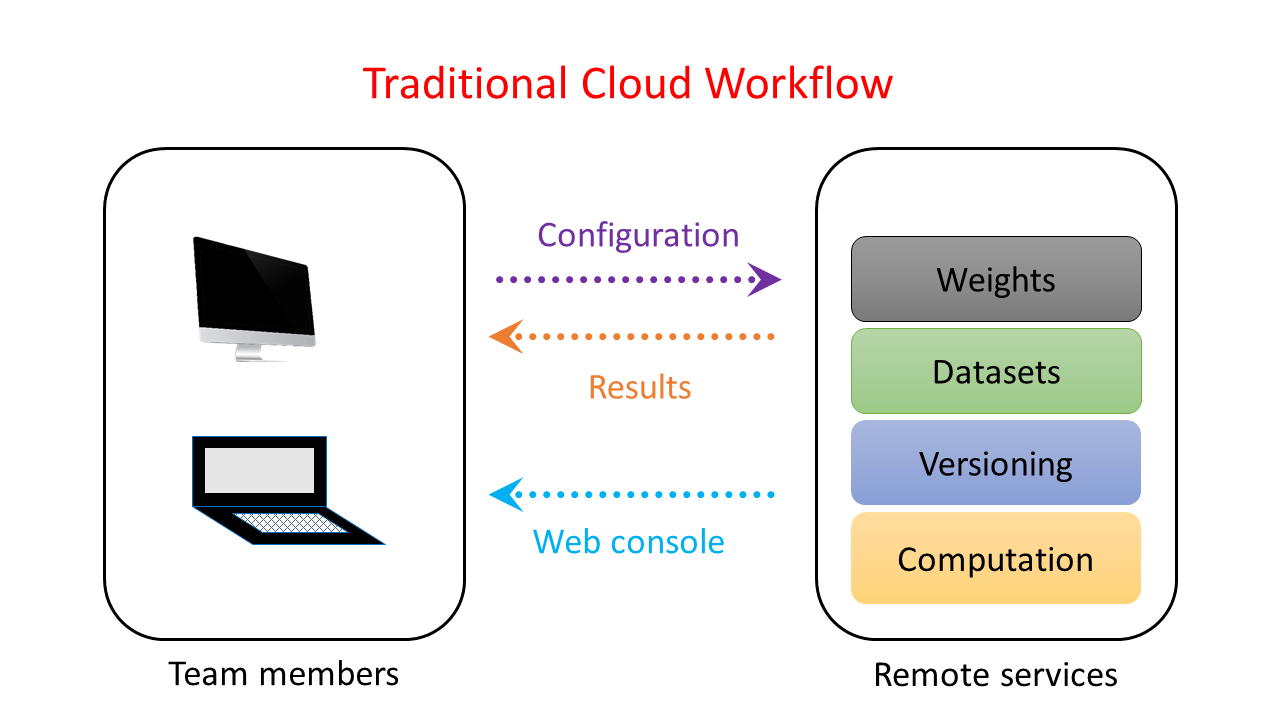 Traditional Cloud Workflow
Configuration
Results
Web console
Weights
Datasets
Versioning
Computation
Team members
Remote services